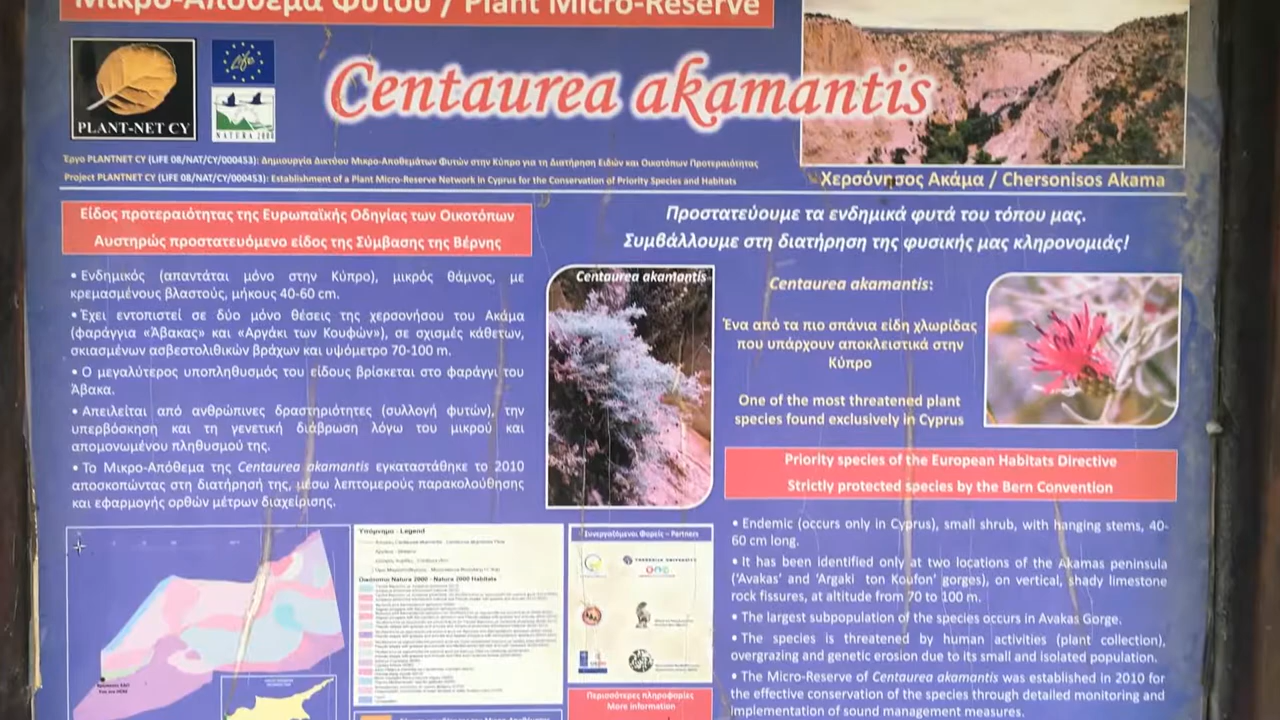 Μικρο-Απόθεμα Φυτού / Plant Micro-Reserve
PLANT-NET CY
Life
NATURA 2000
Centaurea akamantis
Έργο PLANTNET CY (LIFE 08/NAT/CY/000453): Δημιουργία Δικτύου Μικρο-Αποθεμάτων Φυτών στην Κύπρο για τη Διατήρηση Ειδών και Οικοτόπων Προτεραιότητας
Project PLANTNET CY (LIFE 08/NAT/CY/000453): Establishment of a Plant Micro-Reserve Network in Cyprus for the Conservation of Priority Species and Habitats
Χερσόνησος Ακάμα / Chersonisos Akama
Είδος προτεραιότητας της Ευρωπαϊκής Οδηγίας των Οικοτόπων
Αυστηρώς προστατευόμενο είδος της Σύμβασης της Βέρνης
• Ενδημικός (απαντάται μόνο στην Κύπρο), μικρός θάμνος, με
κρεμασμένους βλαστούς, μήκους 40-60 cm.
• Έχει εντοπιστεί σε δύο μόνο θέσεις της χερσονήσου του Ακάμα
(φαράγγια «Άβακας» και «Αργάκι των Κουφών»), σε σχισμές κάθετων,
σκιασμένων ασβεστολιθικών βράχων και υψόμετρο 70-100 m.
• Ο μεγαλύτερος υποπληθυσμός του είδους βρίσκεται στο φαράγγι του
Άβακα.
• Απειλείται από ανθρώπινες δραστηριότητες (συλλογή φυτών), την
υπερβόσκηση και τη γενετική διάβρωση λόγω του μικρού και
απομονωμένου πληθυσμού της.
• Το Μικρο-Απόθεμα της Centaurea akamantis εγκαταστάθηκε το 2010
αποσκοπώντας στη διατήρησή της, μέσω λεπτομερούς παρακολούθησης
και εφαρμογής ορθών μέτρων διαχείρισης.
Προστατεύουμε τα ενδημικά φυτά του τόπου μας.
Συμβάλλουμε στη διατήρηση της φυσικής μας κληρονομιάς!
Centaurea akamantis
Centaurea akamantis:
Ένα από τα πιο σπάνια είδη χλωρίδας
που υπάρχουν αποκλειστικά στην
Κύπρο
One of the most threatened plant
species found exclusively in Cyprus
Priority species of the European Habitats Directive
Strictly protected species by the Bern Convention
• Endemic (occurs only in Cyprus), small shrub, with hanging stems, 40-
60 cm long.
• It has been identified only at two locations of the Akamas peninsula
('Avakas' and 'Argaki ton Koufon' gorges), on vertical, shady limestone
rock fissures, at altitude from 70 to 100 m.
• The largest subpopulation of the species occurs in Avakas Gorge.
• The species is threatened by human activities (plant collection),
overgrazing and genetic erosion due to its small and isolated population.
• The Micro-Reserve of Centaurea akamantis was established in 2010 for
the effective conservation of the species through detailed monitoring and
implementation of sound management measures.
Υπόμνημα - Legend
Οικότοποι Natura 2000 - Natura 2000 Habitats
Συνεργαζόμενοι Φορείς – Partners
Περισσότερες πληροφορίες
More information